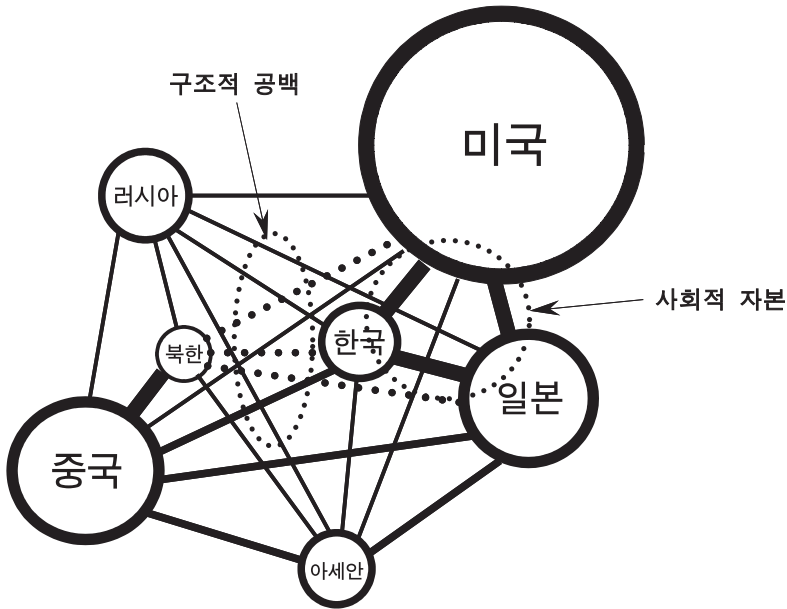 구조적 공백
미국
러시아
사회적 자본
한국
북한
일본
중국
아세안